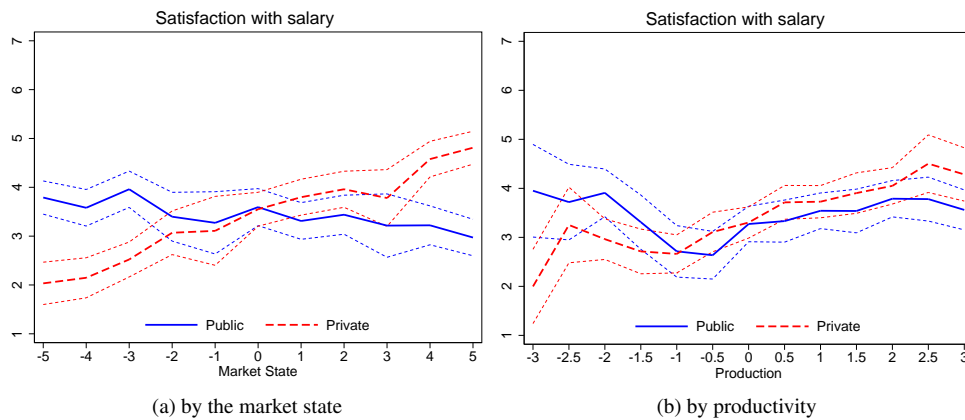 Satisfaction with salary
7
6
5
4
3
2
1
Public Private
-5 -4 -3 -2 -1 0 1 2 3 4 5
Market State
(a) by the market state
Satisfaction with salary
7
6
5
4
3
2
1
Public Private
-3 -2.5 -2 -1.5 -1 -0.5 0 0.5 1 1.5 2 2.5 3
Production
(b) by productivity